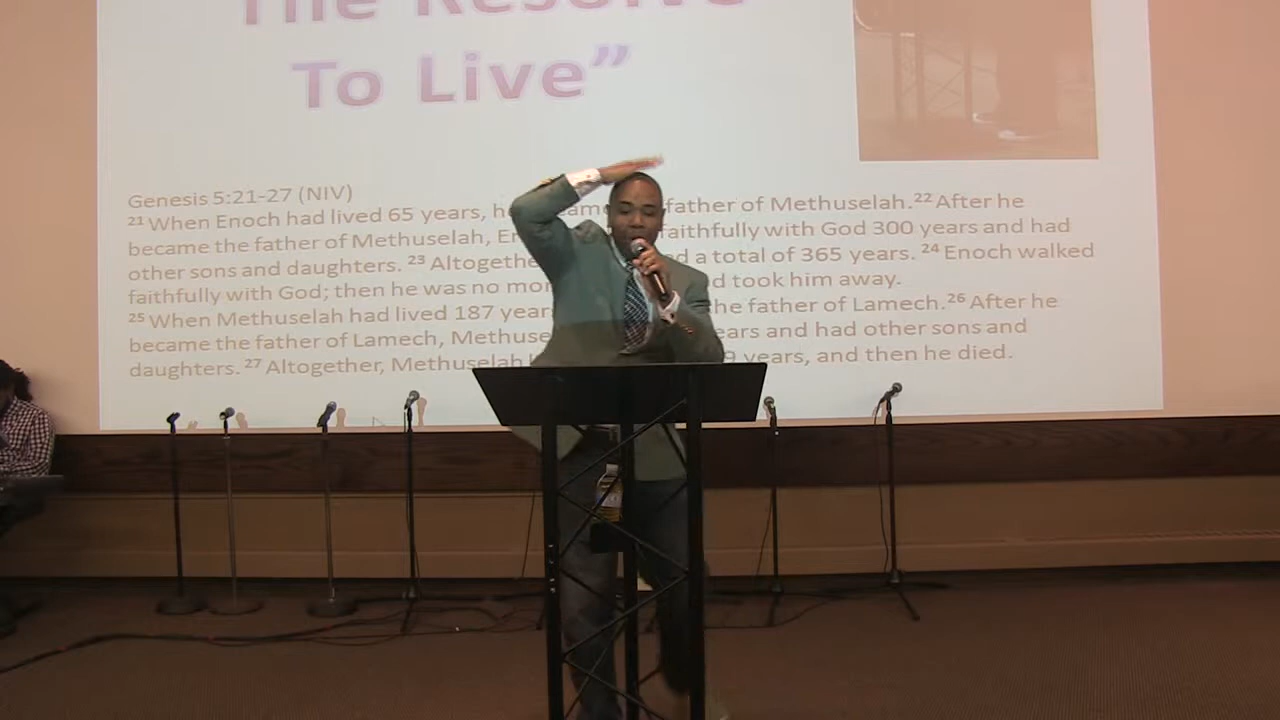 The Resolve
To Live”
Genesis 5:21-27 (NIV)
21 When Enoch had lived 65 years, he father of Methuselah. 22 After he
became the father of Methuselah, faithfully with God 300 years and had
other sons and daughters. 23 Altogether a total of 365 years. 24 Enoch walked
faithfully with God; then he was no took him away.
25 When Methuselah had lived 187 the father of Lamech. 26 After he
became the father of Lamech, and had other sons and
daughters. 27 Altogether, Methuselah years, and then he died.